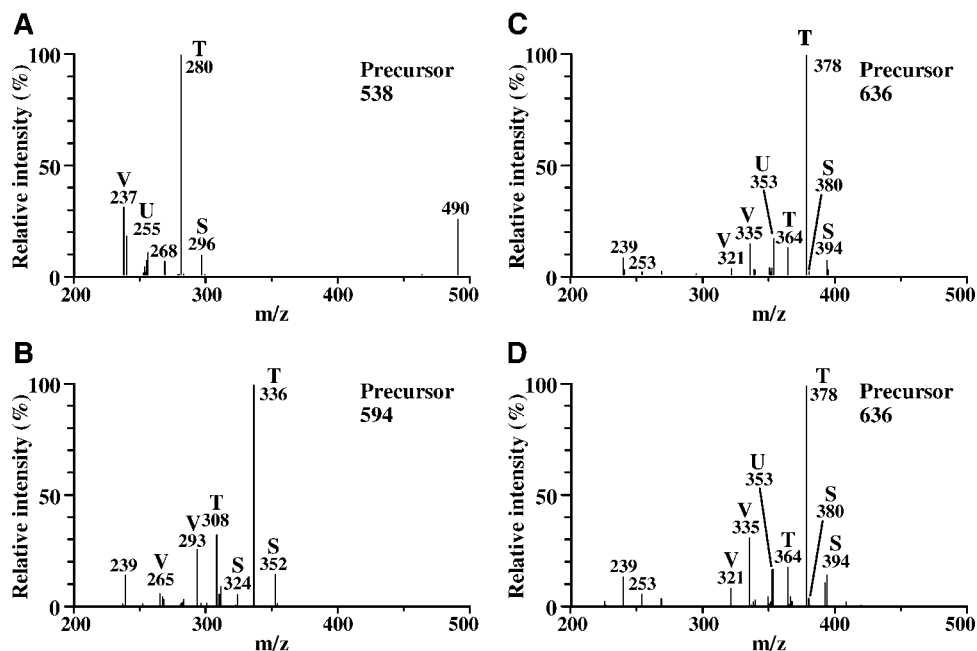 A
Relative intensity (%)
100
50
0
T
280
Precursor
538
V
237
U
255
268
S
296
490
200
300
400
500
m/z
C
Relative intensity (%)
100
50
0
T
378
Precursor
636
U
353
S
380
V
335
T
364
V
321
S
394
239
253
200
300
400
500
m/z
B
Relative intensity (%)
100
50
0
T
336
Precursor
594
T
308
V
293
239
V
265
S
324
S
352
200
300
400
500
m/z
D
Relative intensity (%)
100
50
0
T
378
Precursor
636
U
353
S
380
V
335
T
364
S
394
V
321
239
253
200
300
400
500
m/z